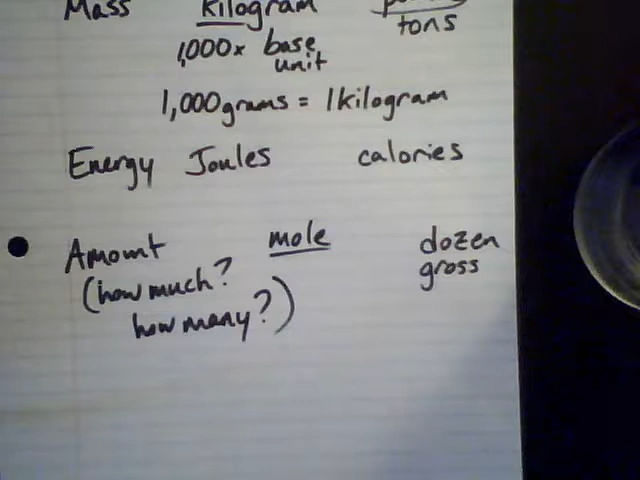 Mass kilogram
tons
1,000x base
unit
1,000 grams = 1 kilogram
Energy Joules calories
Amount mole dozen
(how much? gross
how many?)